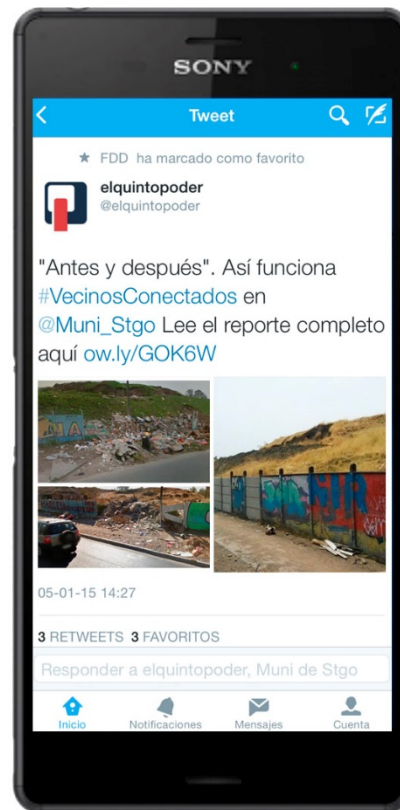 SONY
Tweet
FDD ha marcado como favorito
elquintopoder
@elquintopoder
"Antes y después". Así funciona
#VecinosConectados en
@Muni_Stgo Lee el reporte completo
aquí ow.ly/GOK6W
05-01-15 14:27
3 RETWEETS 3 FAVORITOS
Responder a elquintopoder, Muni de Stgo
Inicio
Notificaciones
Mensajes
Cuenta